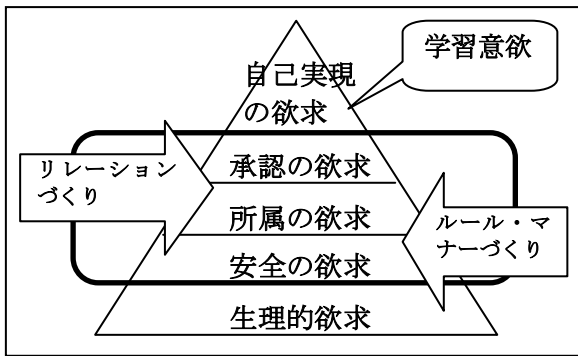 学習意欲
自己実現
の欲求
承認の欲求
リレーション
づくり
所属の欲求
ルール・マ
ナーづくり
安全の欲求
生理的欲求